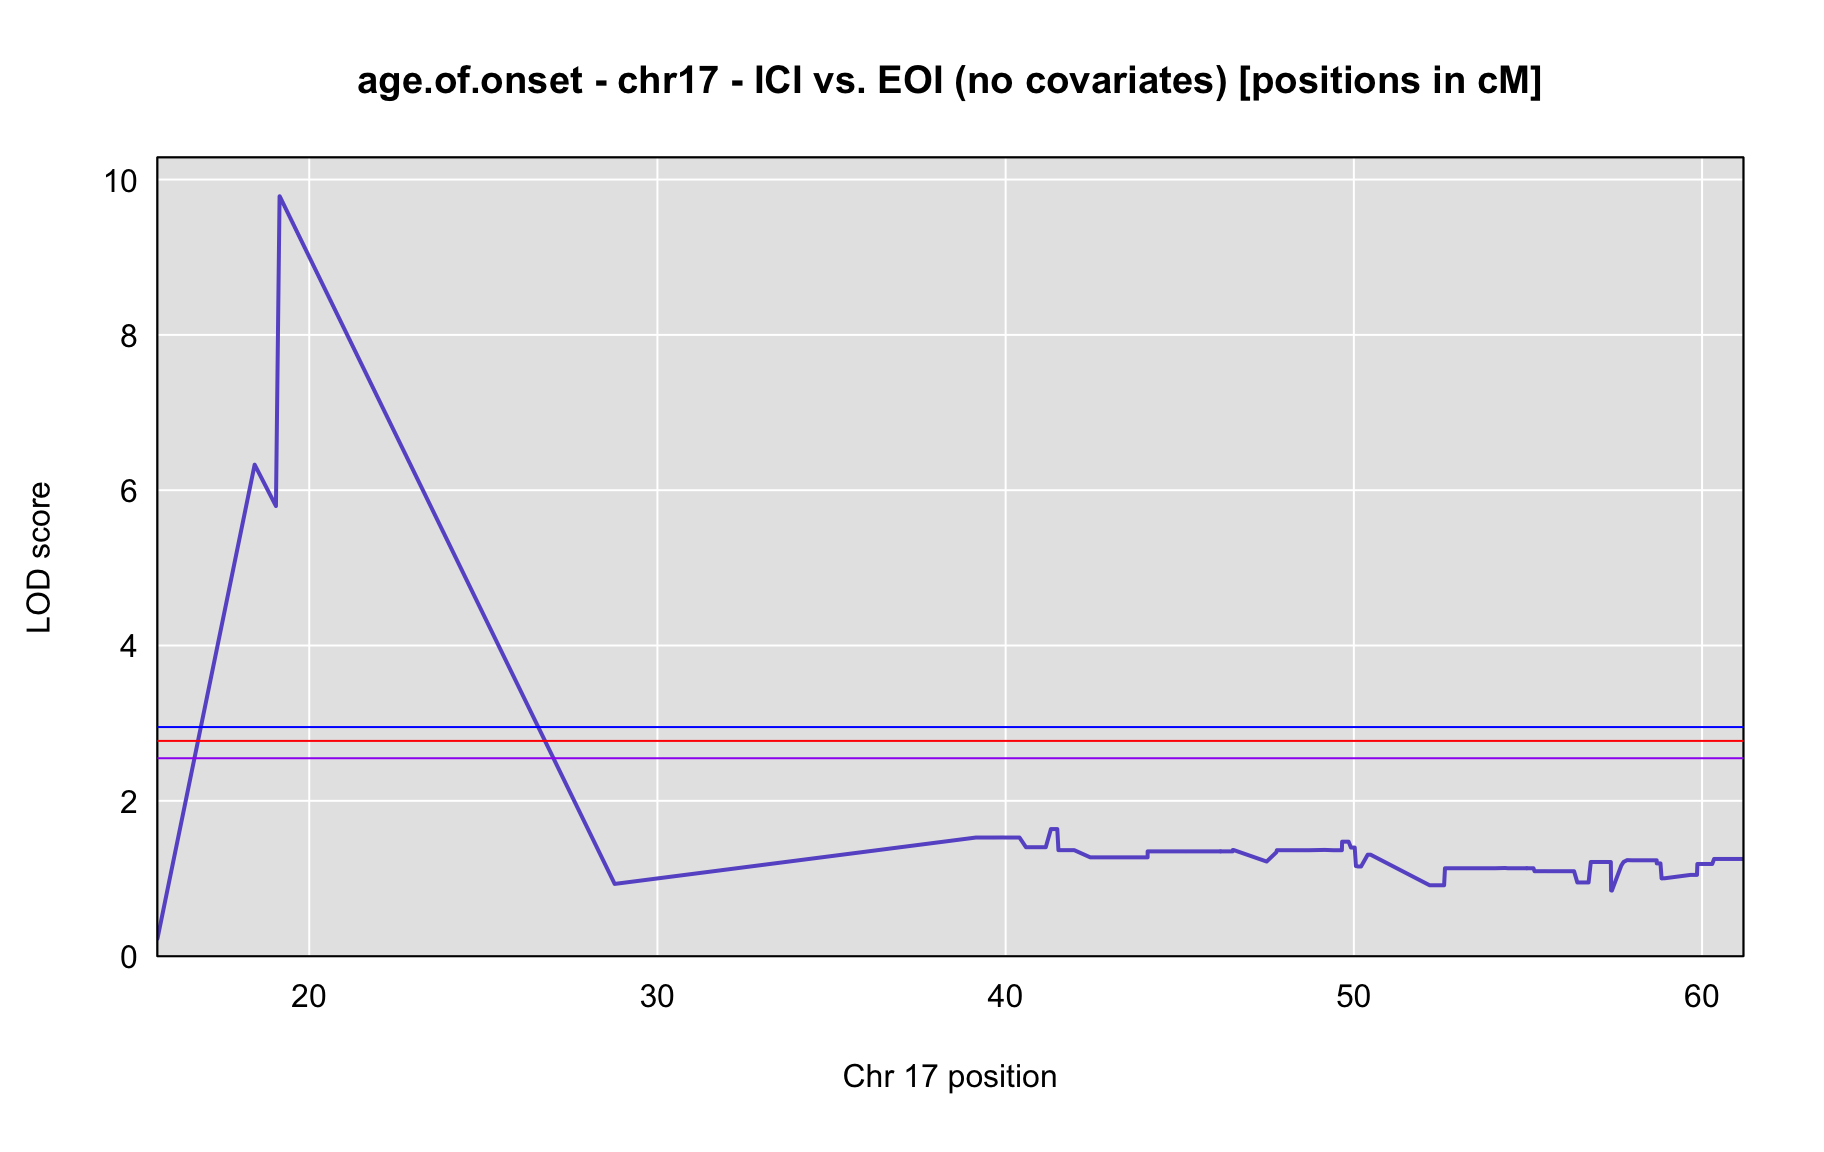 age.of.onset - chr17 - ICI vs. EOI (no covariates) [positions in cM]
10
8
6
4
2
0
LOD score
20 30 40 50 60
Chr 17 position